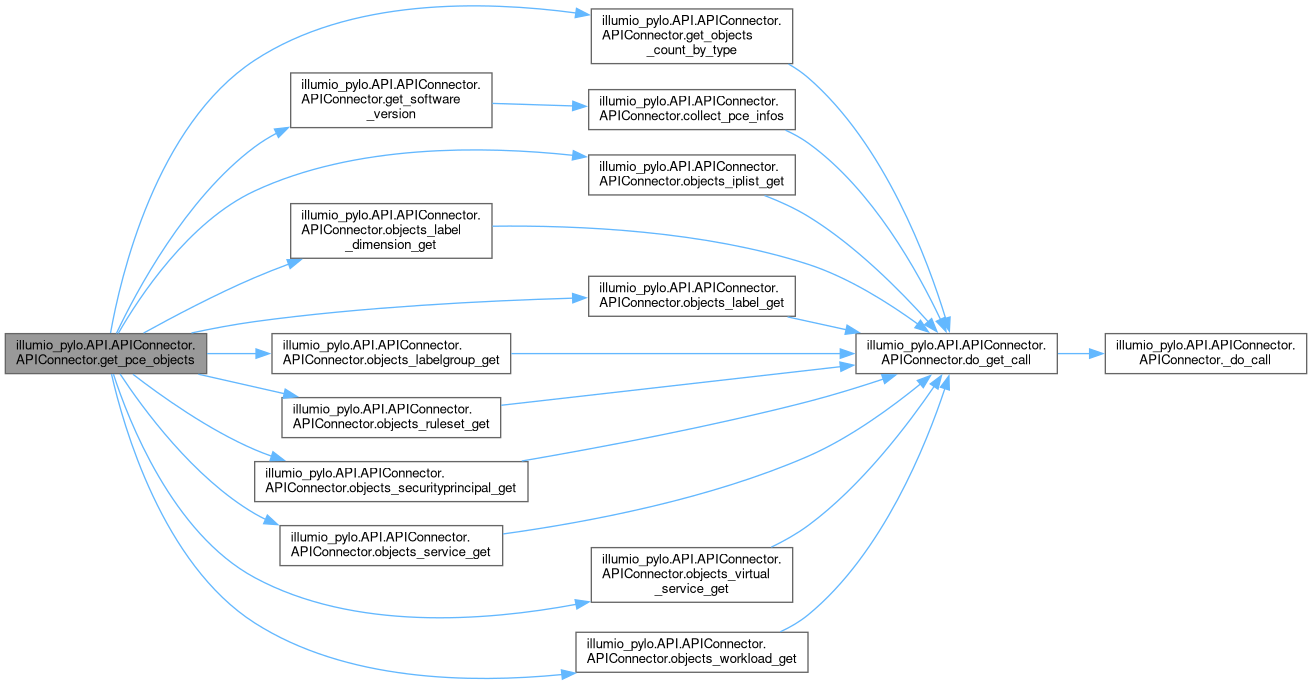 illumio_pylo.API.APIConnector.
APIConnector.get_objects
_count_by_type
illumio_pylo.API.APIConnector.
APIConnector.get_software
_version
illumio_pylo.API.APIConnector.
APIConnector.collect_pce_infos
illumio_pylo.API.APIConnector.
APIConnector.objects_iplist_get
illumio_pylo.API.APIConnector.
APIConnector.objects_label
_dimension_get
illumio_pylo.API.APIConnector.
APIConnector.objects_label_get
illumio_pylo.API.APIConnector.
APIConnector.get_pce_objects
illumio_pylo.API.APIConnector.
APIConnector.objects_labelgroup_get
illumio_pylo.API.APIConnector.
APIConnector.do_get_call
illumio_pylo.API.APIConnector.
APIConnector._do_call
illumio_pylo.API.APIConnector.
APIConnector.objects_ruleset_get
illumio_pylo.API.APIConnector.
APIConnector.objects_securityprincipal_get
illumio_pylo.API.APIConnector.
APIConnector.objects_service_get
illumio_pylo.API.APIConnector.
APIConnector.objects_virtual
_service_get
illumio_pylo.API.APIConnector.
APIConnector.objects_workload_get